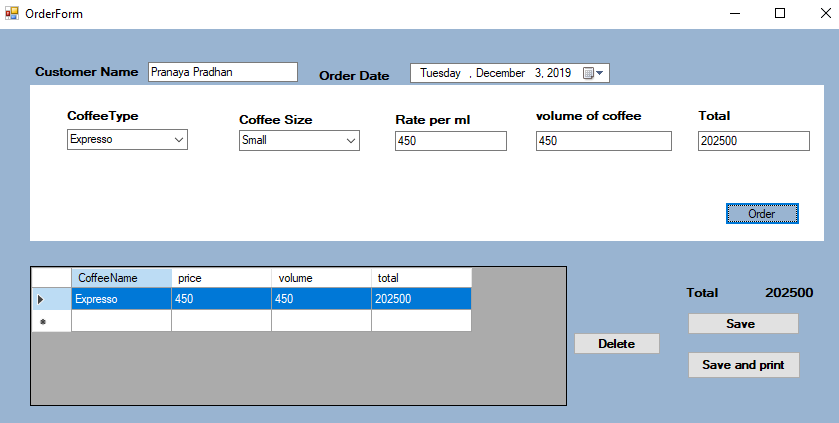 OrderForm
Customer Name Pranaya Pradhan Order Date Tuesday , December 3, 2019
CoffeeType Coffee Size Rate per ml volume of coffee Total
Expresso Small 450 450 202500
Order
CoffeeName price volume total
Expresso 450 450 202500
Total 202500
Save
Delete
Save and print